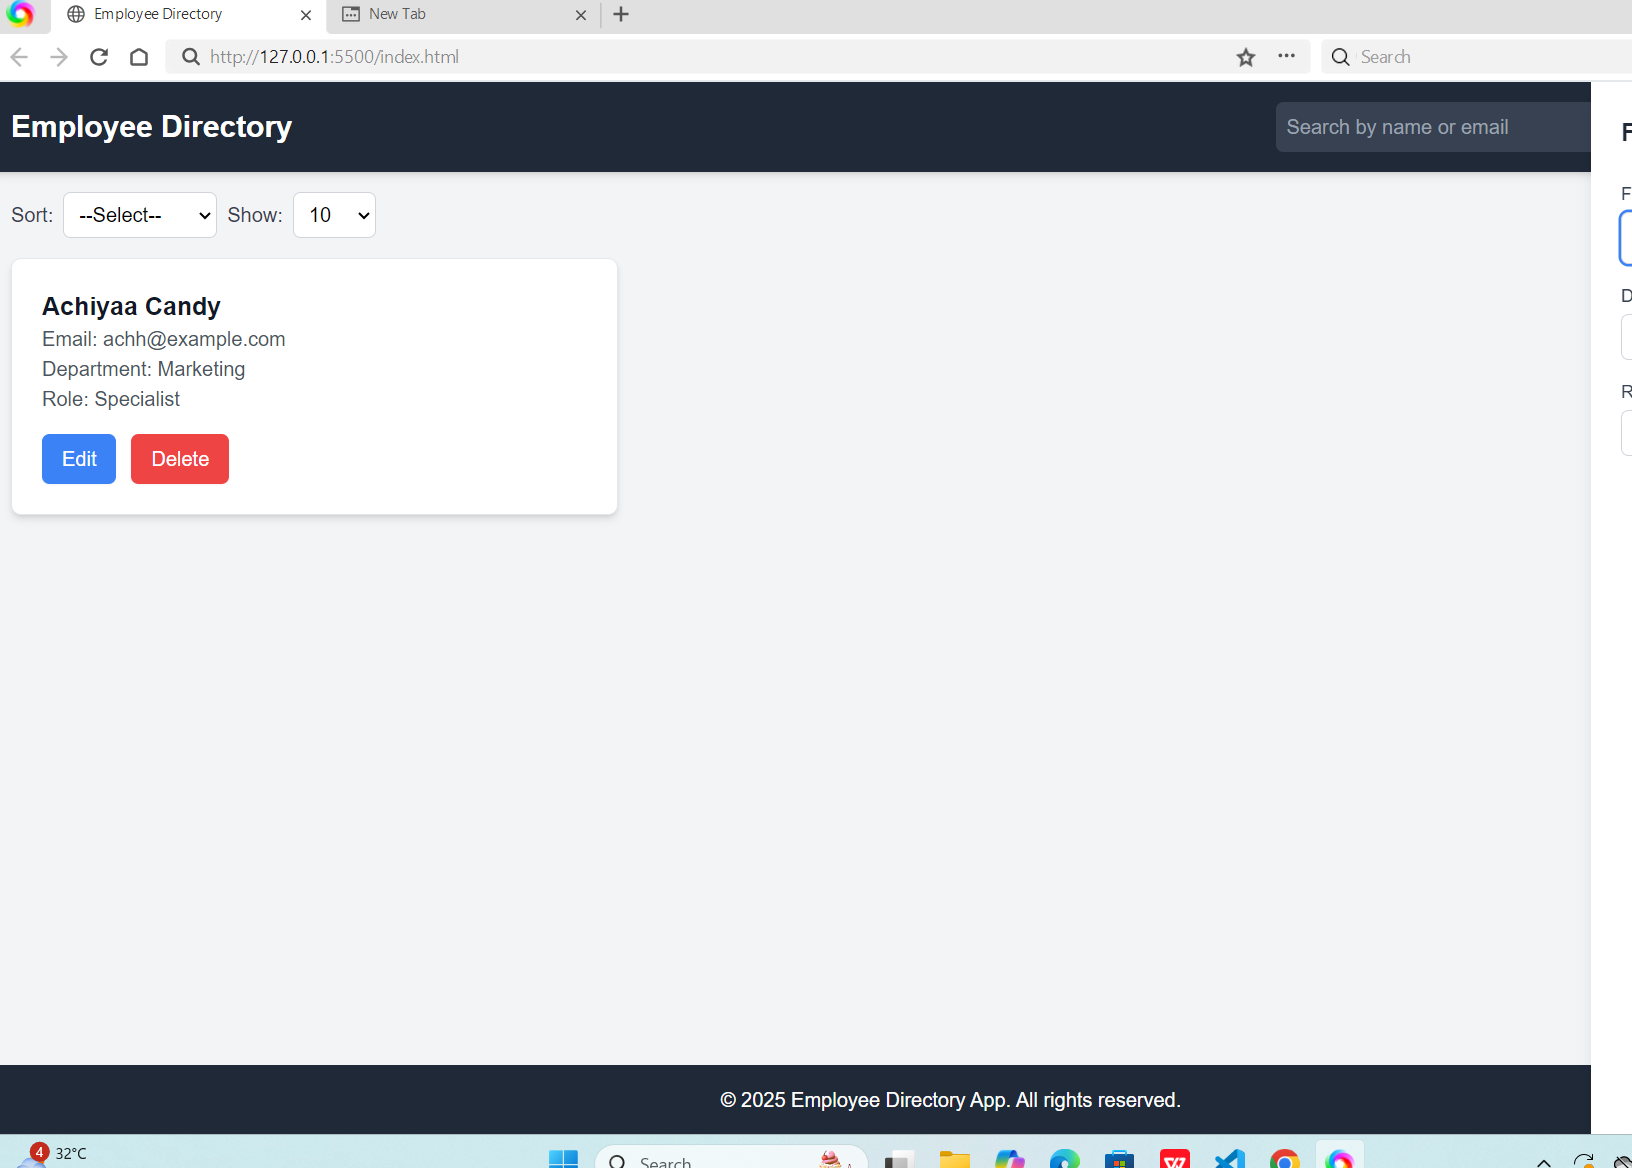 Employee Directory
New Tab
http://127.0.0.1:5500/index.html
Search
Employee Directory
Search by name or email
F
Sort:
--Select--
Show:
10
F
Achiyaa Candy
Email: achh@example.com
D
Department: Marketing
Role: Specialist
R
Edit
Delete
© 2025 Employee Directory App. All rights reserved.
4
32°C
Search